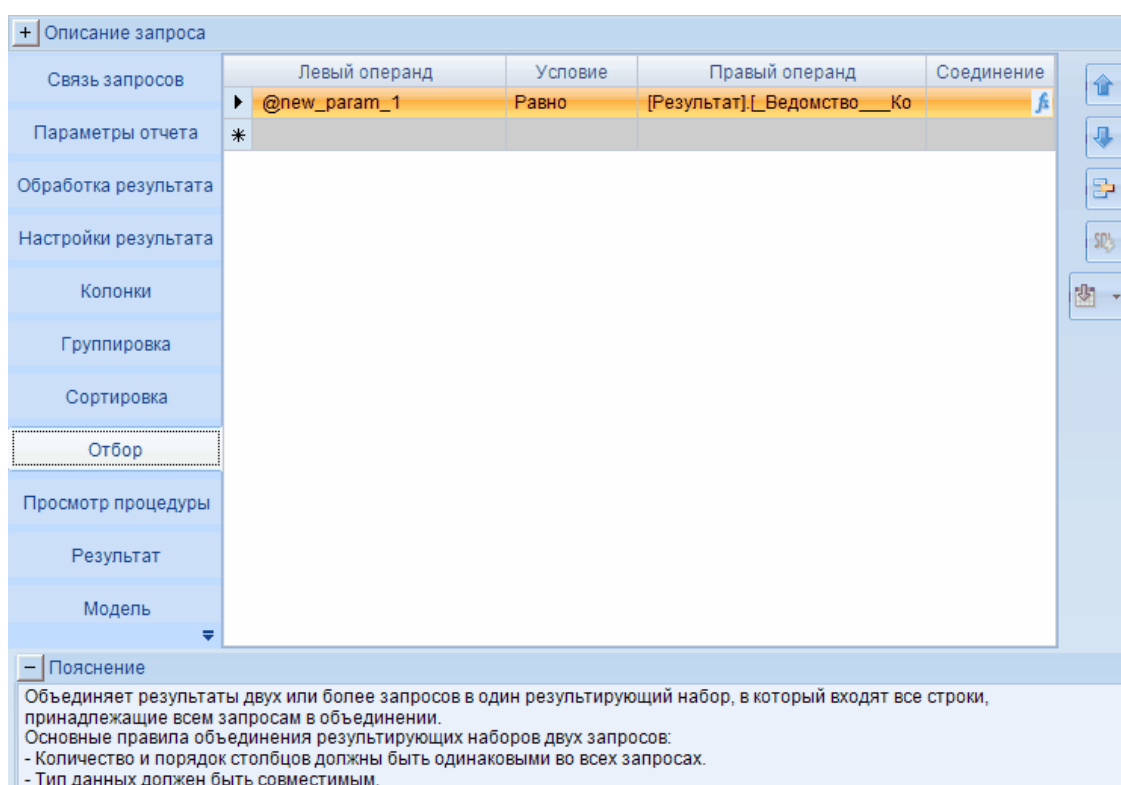 Описание запроса
Связь запросов
Параметры отчета
Обработка результата
Настройки результата
Колонки
Группировка
Сортировка
Отбор
Просмотр процедуры
Результат
Модель
Левый операнд Условие Правый операнд Соединение
@new_param_1 Равно [Результат].[_Ведомство___Ко
Пояснение
Объединяет результаты двух или более запросов в один результирующий набор, в который входят все строки,
принадлежащие всем запросам в объединении.
Основные правила объединения результирующих наборов двух запросов:
- Количество и порядок столбцов должны быть одинаковыми во всех запросах.
- Тип данных должен быть совместимым.